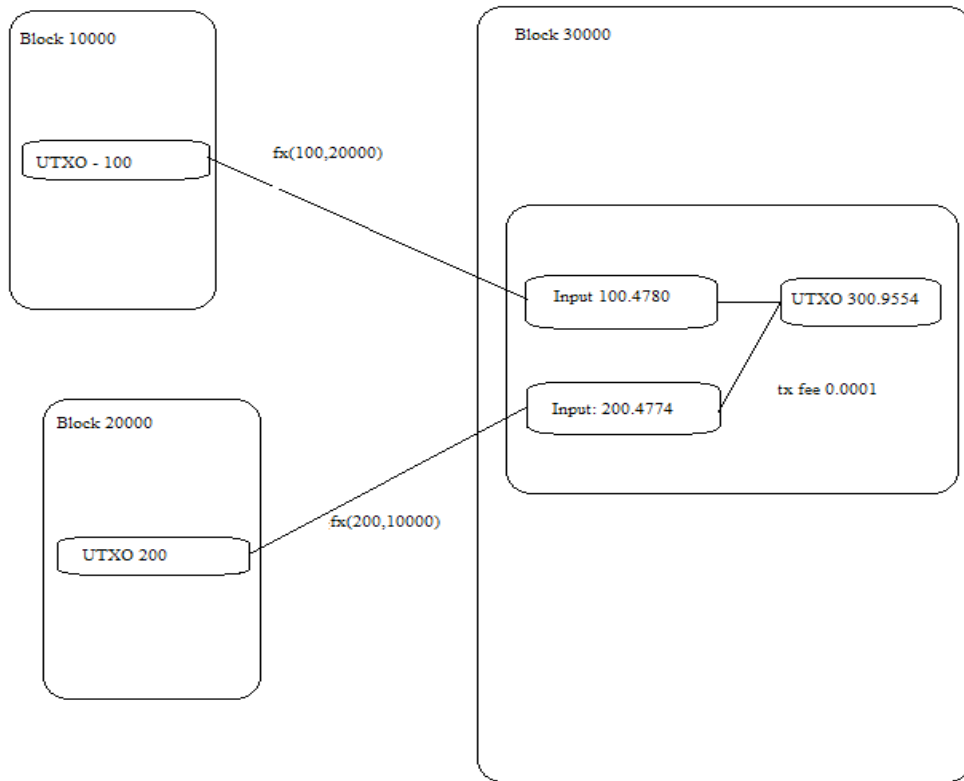 Block 10000
UTXO - 100
fx(100,20000)
Block 20000
UTXO 200
fx(200,10000)
Block 30000
Input 100.4780
UTXO 300.9554
Input: 200.4774
tx fee 0.0001